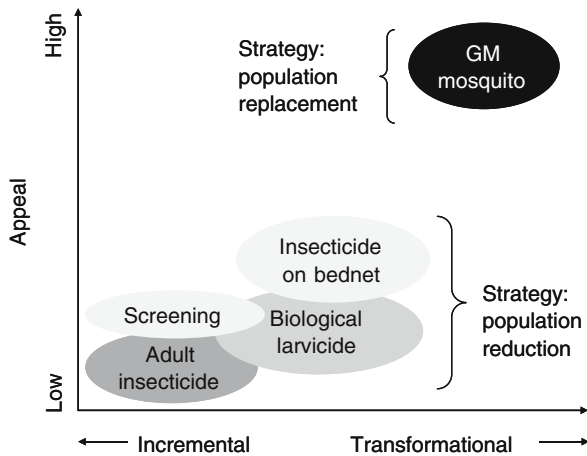 High
Appeal
Low
Strategy:
population
replacement
GM
mosquito
Insecticide
on bednet
Screening
Biological
larvicide
Adult
insecticide
Strategy:
population
reduction
Incremental
Transformational